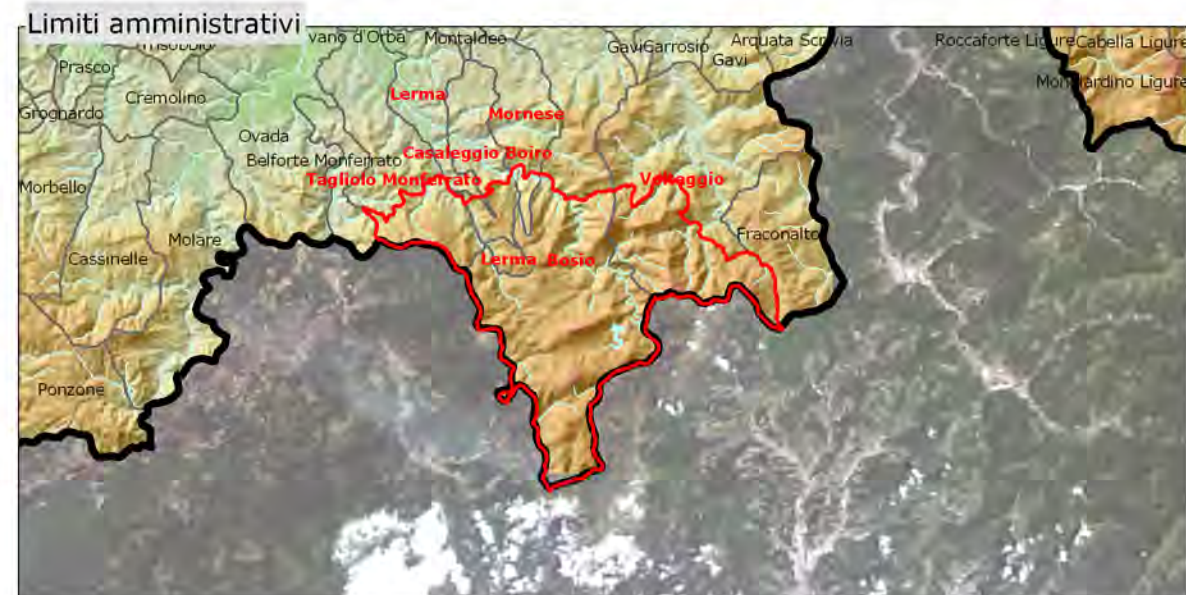 Limiti amministrativi
vano d'Orba
Montaldeo
Gavi
Carrosio
Arquata Scrivia
Roccaforte Ligure
Cabella Ligure
Prasco
Gavi
Lerma
Cremolino
Grognardo
Mornese
Ovada
Casaleggio Boiro
Belforte Monferrato
Tagliolo Monferrato
Voltaggio
Morbello
Molare
Fraconalto
Cassinelle
Lerma
Bosio
Ponzone